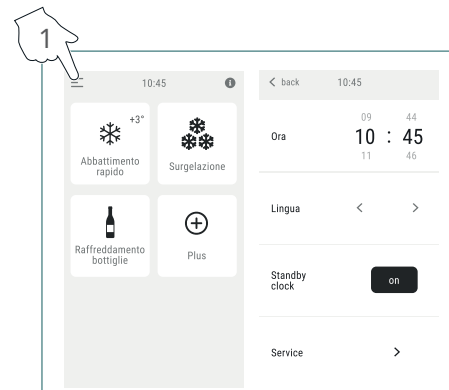 1
10:45
+3°
Abbattimento
rapido
Surgelazione
Raffreddamento
bottiglie
Plus
back 10:45
09 44
Ora 10 : 45
11 46
Lingua
Standby
clock
on
Service